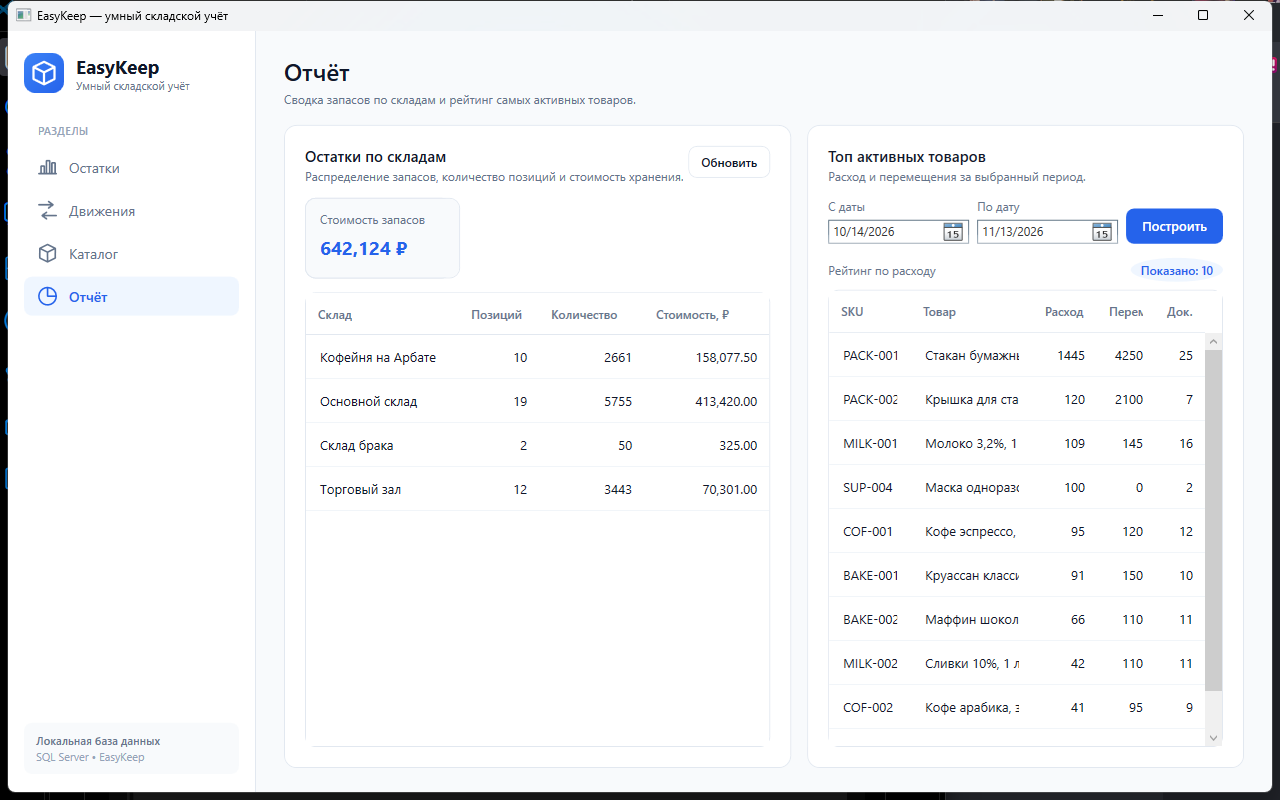 EasyKeep — умный складской учёт
EasyKeep
Умный складской учёт
РАЗДЕЛЫ
Остатки
Движения
Каталог
Отчёт
Локальная база данных
SQL Server • EasyKeep
Отчёт
Сводка запасов по складам и рейтинг самых активных товаров.
Остатки по складам
Распределение запасов, количество позиций и стоимость хранения.
Обновить
Стоимость запасов
642,124 ₽
Склад Позиций Количество Стоимость, ₽
Кофейня на Арбате 10 2661 158,077.50
Основной склад 19 5755 413,420.00
Склад брака 2 50 325.00
Торговый зал 12 3443 70,301.00
Топ активных товаров
Расход и перемещения за выбранный период.
С даты По дату
10/14/2026 15 11/13/2026 15 Построить
Рейтинг по расходу Показано: 10
SKU Товар Расход Перем Док.
PACK-001 Стакан бумажн 1445 4250 25
PACK-002 Крышка для ста 120 2100 7
MILK-001 Молоко 3,2%, 1 109 145 16
SUP-004 Маска одноразо 100 0 2
COF-001 Кофе эспрессо, 95 120 12
BAKE-001 Круассан класси 91 150 10
BAKE-002 Маффин шокол 66 110 11
MILK-002 Сливки 10%, 1 л 42 110 11
COF-002 Кофе арабика, з 41 95 9